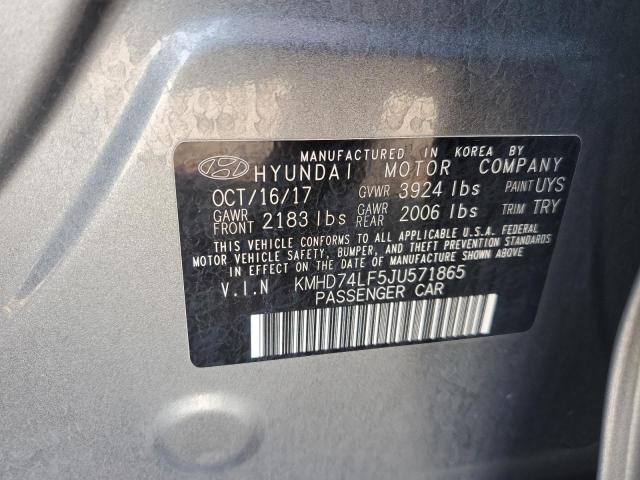 MANUFACTURED IN KOREA BY
HYUNDAI MOTOR COMPANY
OCT/16/17 GVWR 3924 lbs PAINT UYS
GAWR FRONT 2183 lbs GAWR REAR 2006 lbs TRIM TRY
THIS VEHICLE CONFORMS TO ALL APPLICABLE U.S.A. FEDERAL
MOTOR VEHICLE SAFETY, BUMPER, AND THEFT PREVENTION STANDARDS
IN EFFECT ON THE DATE OF MANUFACTURE SHOWN ABOVE.
V.I.N KMHD74LF5JU571865
PASSENGER CAR